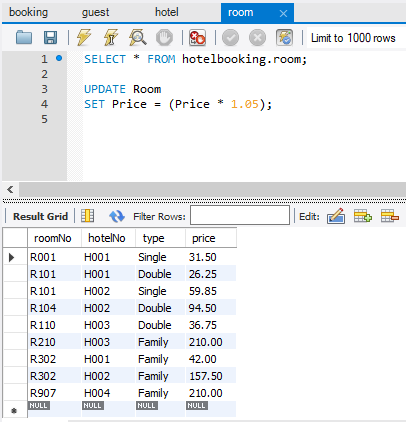 booking guest hotel room
Limit to 1000 rows
1 SELECT * FROM hotelbooking.room;
2
3 UPDATE Room
4 SET Price = (Price * 1.05);
5
Result Grid Filter Rows: Edit:
roomNo hotelNo type price
R001 H001 Single 31.50
R101 H001 Double 26.25
R101 H002 Single 59.85
R104 H002 Double 94.50
R110 H003 Double 36.75
R210 H003 Family 210.00
R302 H001 Family 42.00
R302 H002 Family 157.50
R907 H004 Family 210.00
NULL NULL NULL NULL